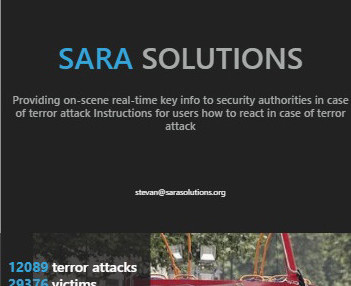 SARA SOLUTIONS
Providing on-scene real-time key info to security authorities in case
of terror attack Instructions for users how to react in case of terror
attack
stevan@sarasolutions.org
12089 terror attacks
29376 victims